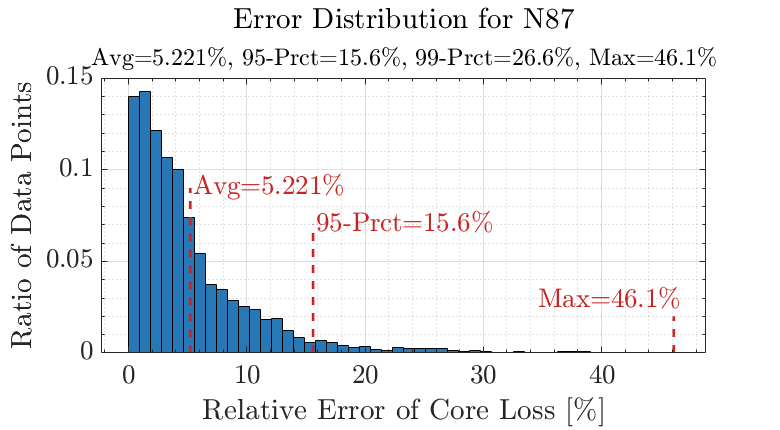 Error Distribution for N87
Avg=5.221%, 95-Prct=15.6%, 99-Prct=26.6%, Max=46.1%
Ratio of Data Points
0.15
0.1
0.05
0
Avg=5.221%
95-Prct=15.6%
Max=46.1%
0
10
20
30
40
Relative Error of Core Loss [%]